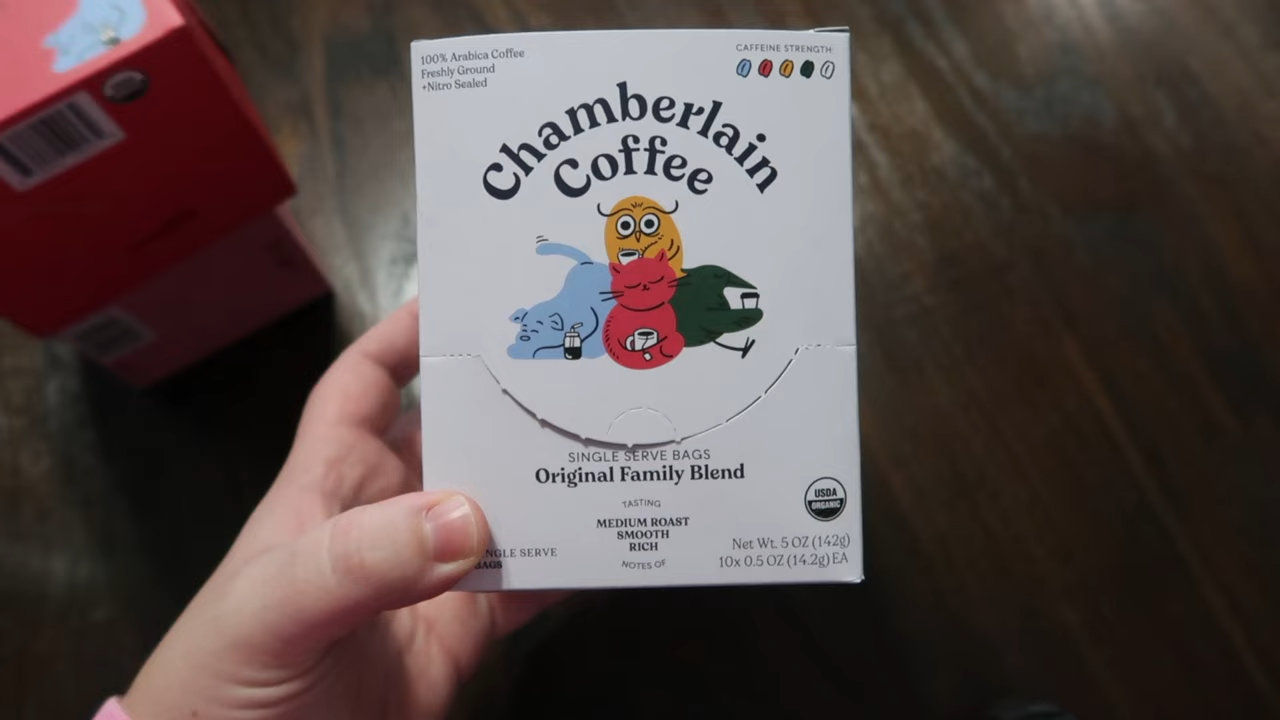 100% Arabica Coffee
Freshly Ground
+Nitro Sealed
CAFFEINE STRENGTH:
Chamberlain
Coffee
SINGLE SERVE BAGS
Original Family Blend
TASTING
MEDIUM ROAST
SMOOTH
RICH
NOTES OF
SERVE
BAGS
USDA
ORGANIC
Net Wt. 5 OZ (142g)
10x 0.5 OZ (14.2g) EA